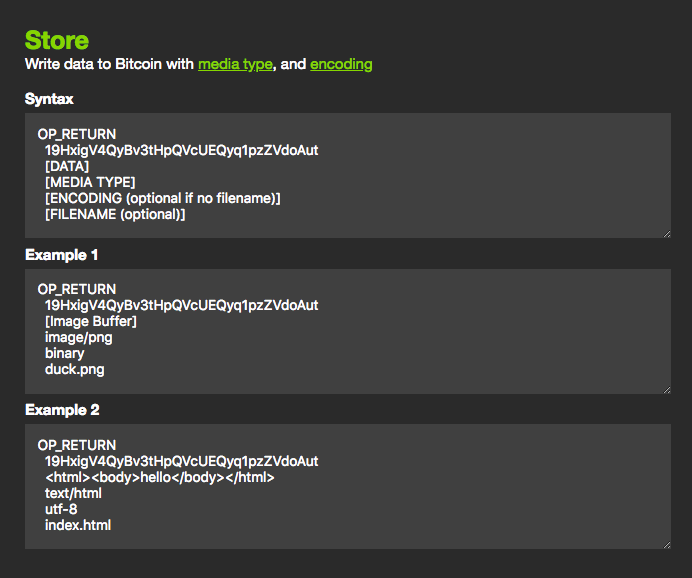 Store
Write data to Bitcoin with media type, and encoding
Syntax
OP_RETURN
19HxigV4QyBv3tHpQVcUEQyq1pzZVdoAut
[DATA]
[MEDIA TYPE]
[ENCODING (optional if no filename)]
[FILENAME (optional)]
Example 1
OP_RETURN
19HxigV4QyBv3tHpQVcUEQyq1pzZVdoAut
[Image Buffer]
image/png
binary
duck.png
Example 2
OP_RETURN
19HxigV4QyBv3tHpQVcUEQyq1pzZVdoAut
<html><body>hello</body></html>
text/html
utf-8
index.html